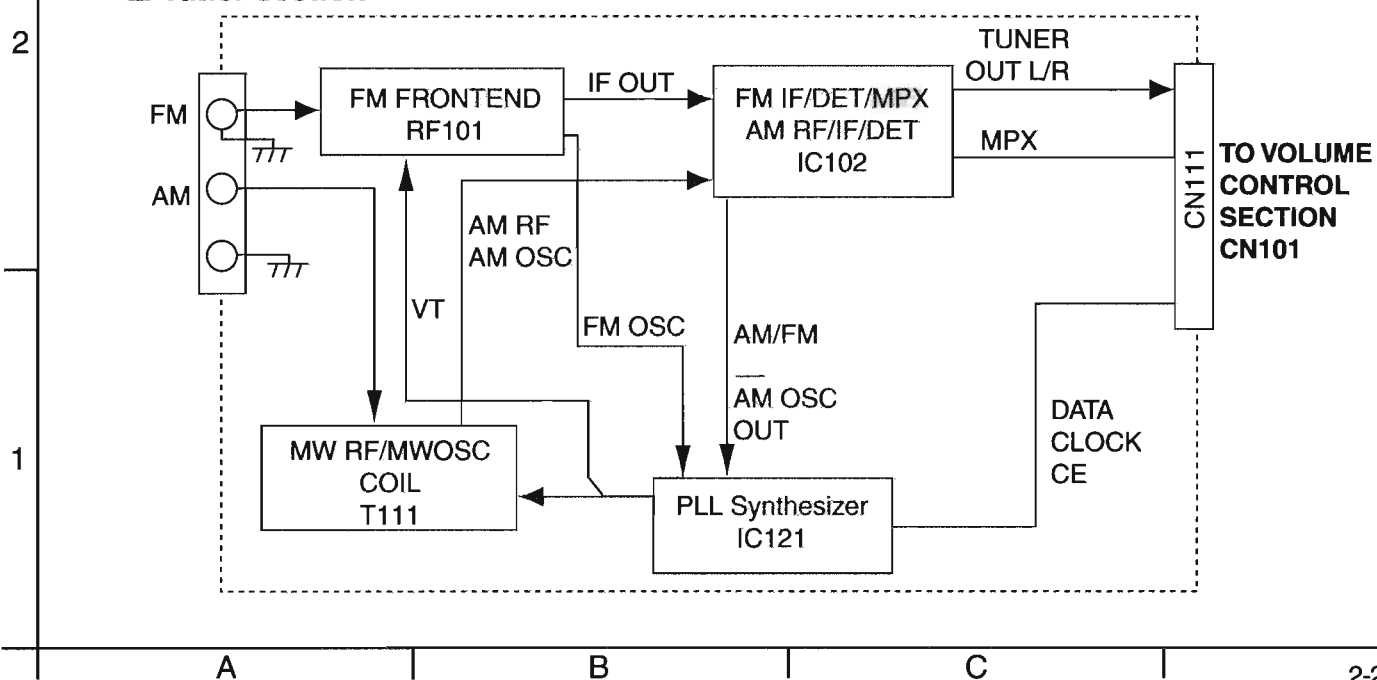 2
TUNER
OUT L/R
FM
FM FRONTEND
RF101
IF OUT
FM IF/DET/MPX
AM RF/IF/DET
IC102
MPX
CN111
TO VOLUME
CONTROL
SECTION
CN101
AM
AM RF
AM OSC
VT
FM OSC
AM/FM
AM OSC
OUT
DATA
CLOCK
CE
1
MW RF/MWOSC
COIL
T111
PLL Synthesizer
IC121
A
B
C